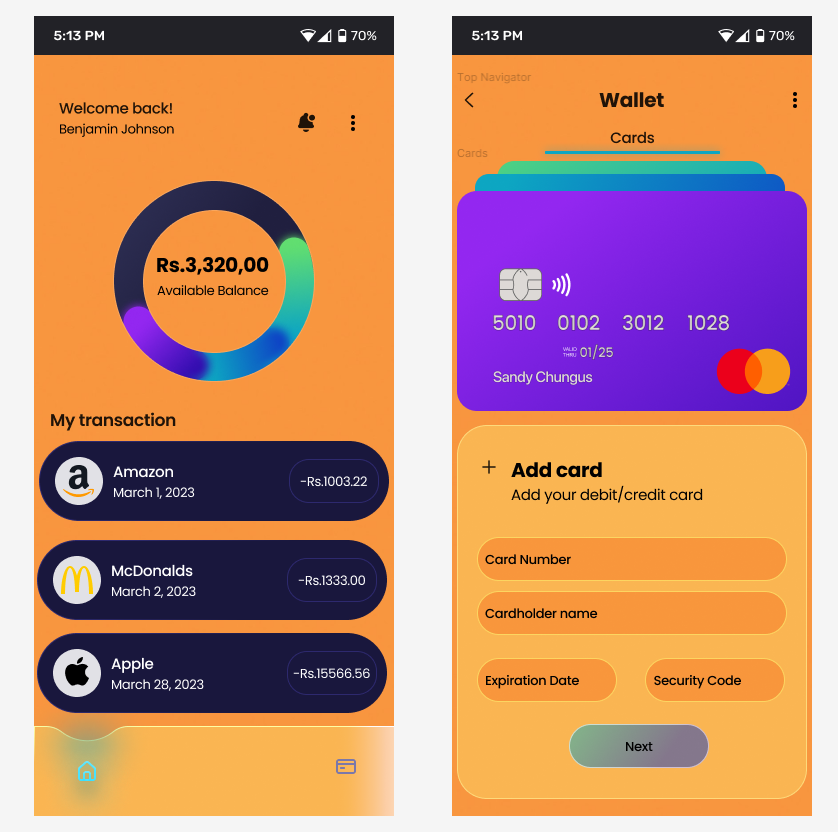 5:13 PM
70%
Welcome back!
Benjamin Johnson
Rs.3,320,00
Available Balance
My transaction
Amazon
March 1, 2023
-Rs.1003.22
McDonalds
March 2, 2023
-Rs.1333.00
Apple
March 28, 2023
-Rs.15566.56
5:13 PM
70%
Top Navigator
Wallet
Cards
Cards
5010 0102 3012 1028
VALID
THRU
01/25
Sandy Chungus
Add card
Add your debit/credit card
Card Number
Cardholder name
Expiration Date
Security Code
Next